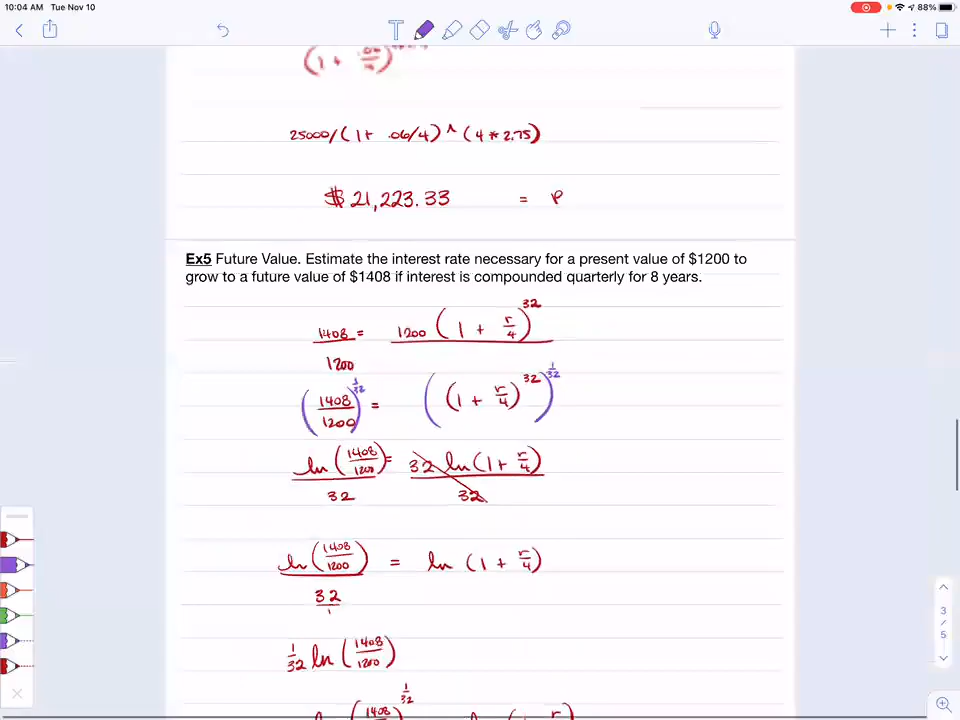 10:04 AM Tue Nov 10
88%
T
(1 + .06/4)
25000/(1 + .06/4)^(4*2.75)
$21,223.33 = P
Ex5 Future Value. Estimate the interest rate necessary for a present value of $1200 to
grow to a future value of $1408 if interest is compounded quarterly for 8 years.
1408/1200 = 1200(1 + r/4)^32
(1408/1200)^1/32 = ((1 + r/4)^32)^1/32
ln(1408/1200)/32 = 32 ln(1 + r/4)/32
ln(1408/1200)/32/1 = ln(1 + r/4)
3/5
1/32 ln(1408/1200)